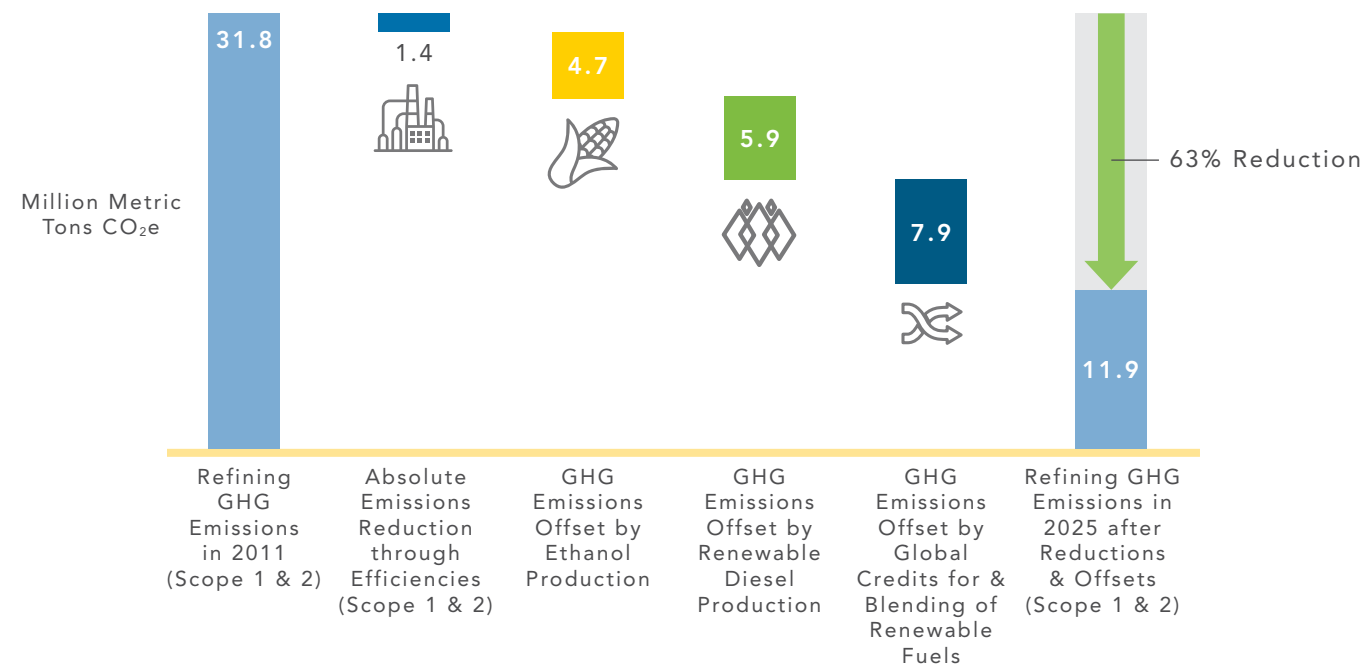 31.8
1.4
4.7
5.9
7.9
11.9
63% Reduction
Million Metric
Tons CO₂e
Refining
GHG
Emissions
in 2011
(Scope 1 & 2)
Absolute
Emissions
Reduction
through
Efficiencies
(Scope 1 & 2)
GHG
Emissions
Offset by
Ethanol
Production
GHG
Emissions
Offset by
Renewable
Diesel
Production
GHG
Emissions
Offset by
Global
Credits for &
Blending of
Renewable
Fuels
Refining GHG
Emissions in
2025 after
Reductions
& Offsets
(Scope 1 & 2)